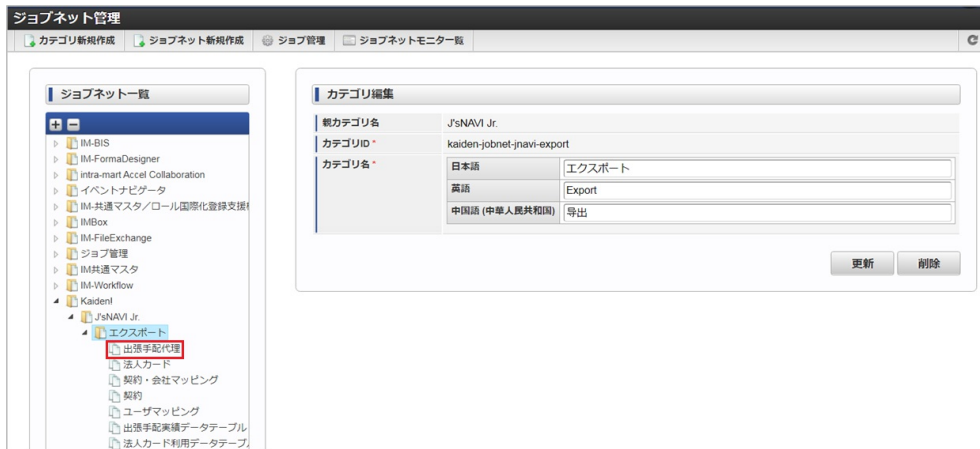 ジョブネット管理
カテゴリ新規作成 ジョブネット新規作成 ジョブ管理 ジョブネットモニター覧
ジョブネット一覧
IM-BIS
IM-FormaDesigner
intra-mart Accel Collaboration
イベントナビゲータ
IM-共通マスタ/ロール国際化登録支援
IMBox
IM-FileExchange
ジョブ管理
IM共通マスタ
IM-Workflow
Kaiden!
J'sNAVI Jr.
エクスポート
出張手配代理
法人カード
契約・会社マッピング
契約
ユーザマッピング
出張手配実績データテーブル
法人カード利用データテーブ
カテゴリ編集
親カテゴリ名 J'sNAVI Jr.
カテゴリID * kaiden-jobnet-jnavi-export
カテゴリ名 * 日本語 エクスポート
英語 Export
中国語 (中華人民共和国) 导出
更新 削除